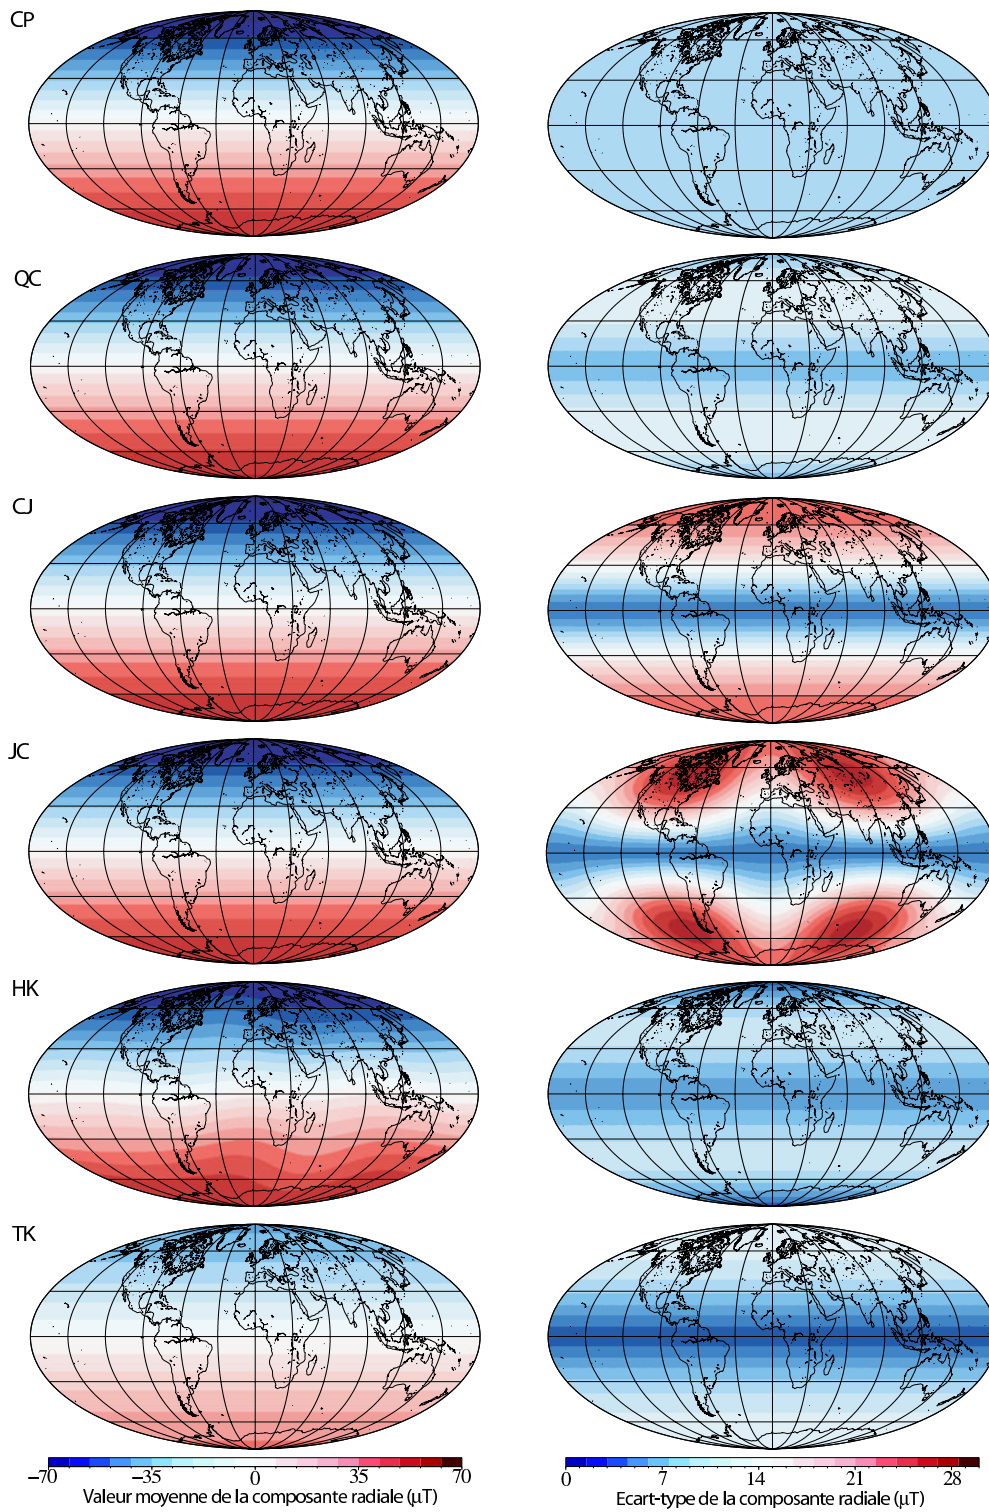 CP
QC
CJ
JC
HK
TK
−70 −35 0 35 70
Valeur moyenne de la composante radiale (μT)
0 7 14 21 28
Ecart-type de la composante radiale (μT)